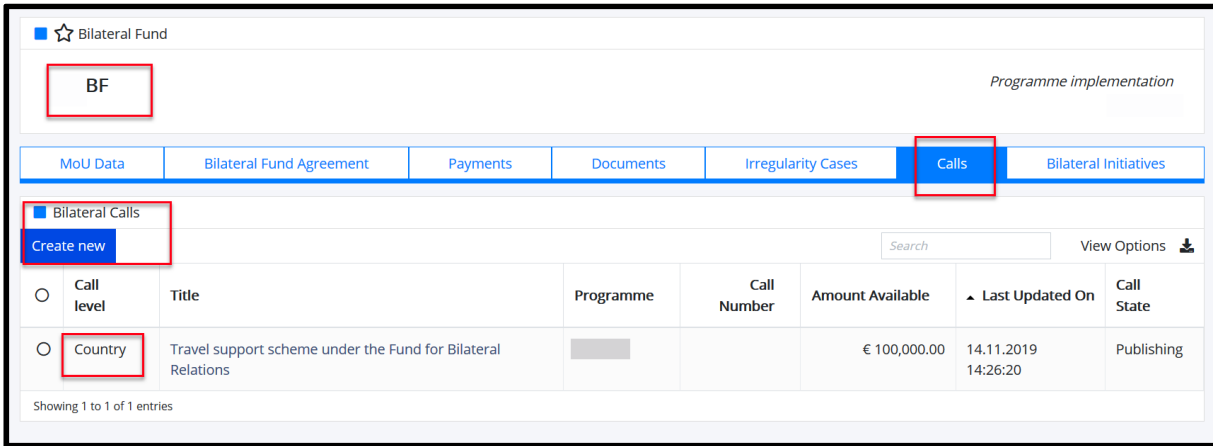 Bilateral Fund
BF
Programme implementation
MoU Data Bilateral Fund Agreement Payments Documents Irregularity Cases Calls Bilateral Initiatives
Bilateral Calls
Create new Search View Options
Call level Title Programme Call Number Amount Available Last Updated On Call State
Country Travel support scheme under the Fund for Bilateral Relations € 100,000.00 14.11.2019 14:26:20 Publishing
Showing 1 to 1 of 1 entries